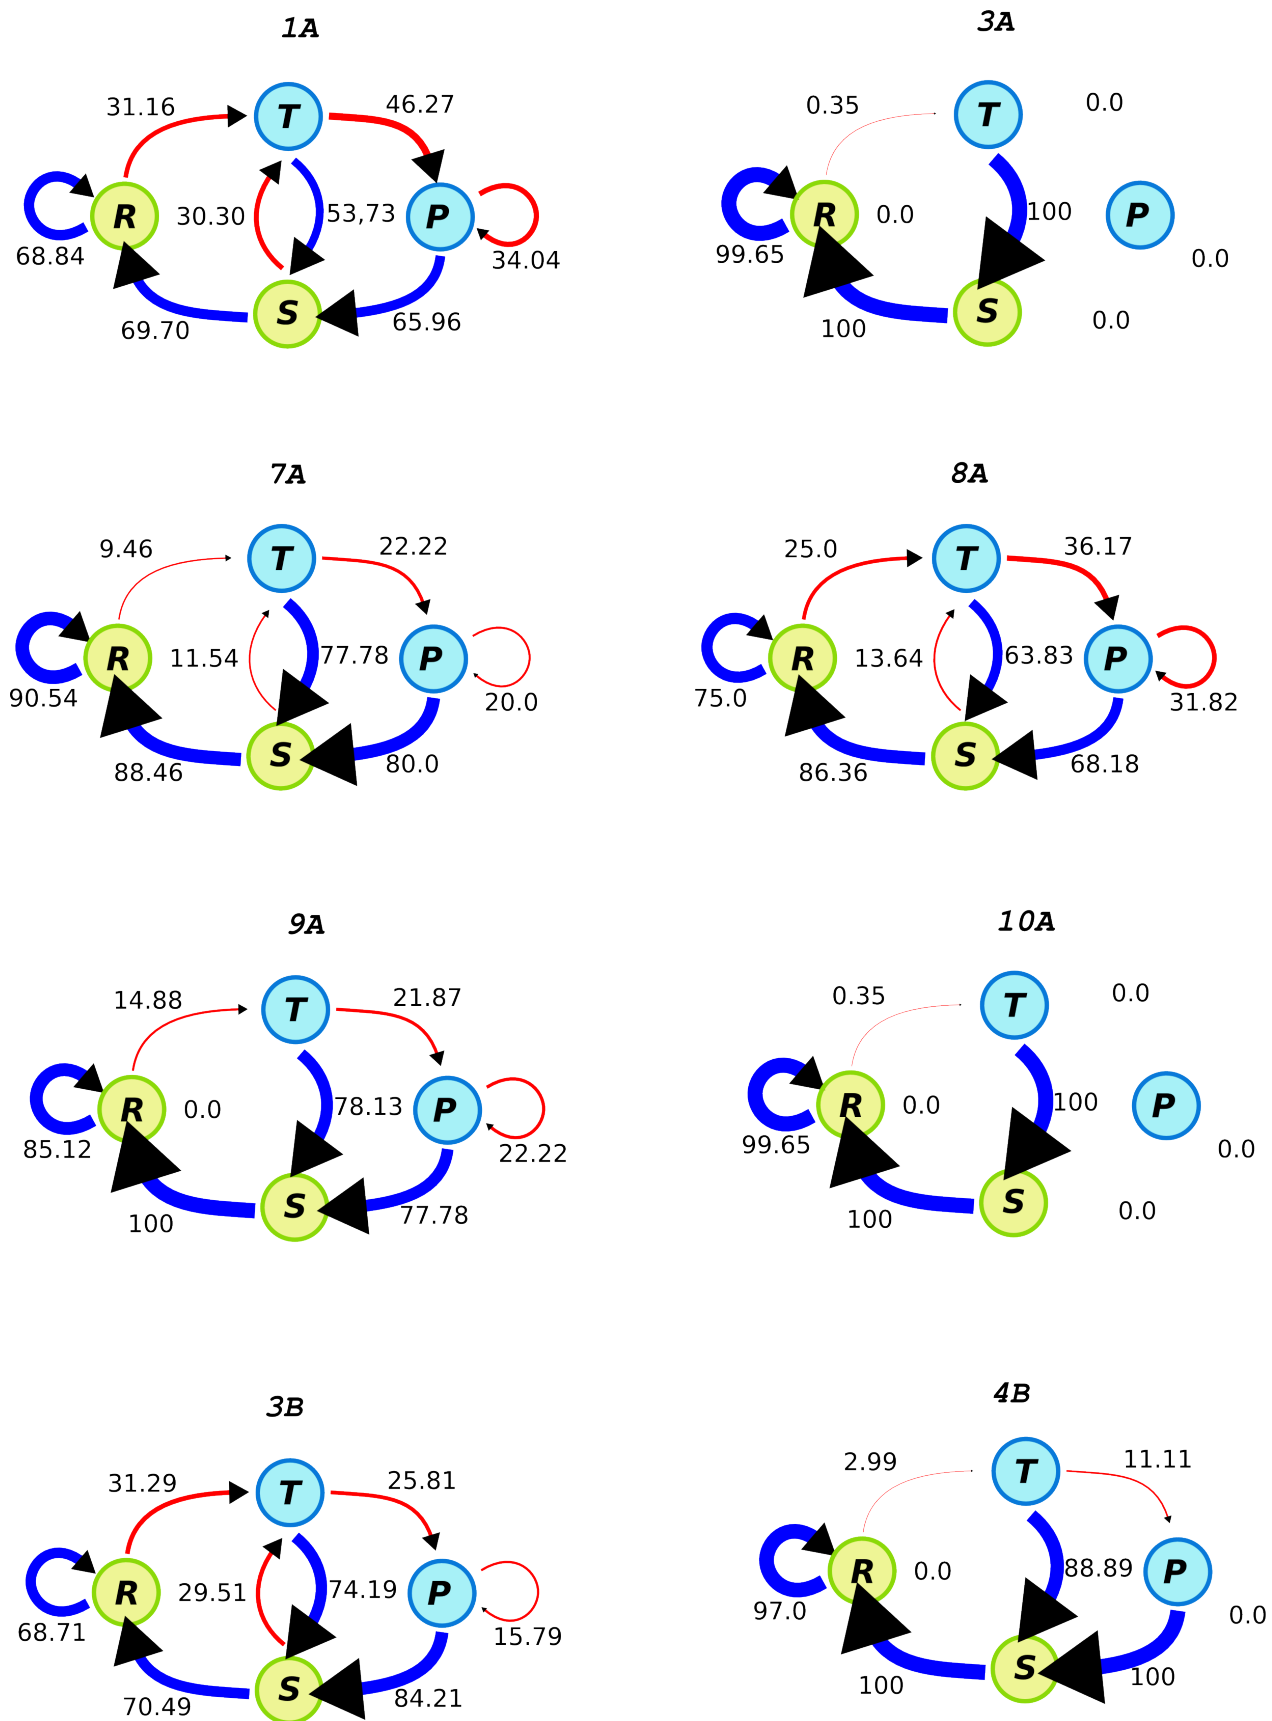 1A
3A
31.16
T
46.27
0.35
T
0.0
R
30.30
53,73
P
R
0.0
100
P
68.84
34.04
99.65
0.0
69.70
S
65.96
100
S
0.0
7A
8A
9.46
T
22.22
25.0
T
36.17
R
11.54
77.78
P
R
13.64
63.83
P
90.54
20.0
75.0
31.82
88.46
S
80.0
86.36
S
68.18
9A
10A
14.88
T
21.87
0.35
T
0.0
R
0.0
78.13
P
R
0.0
100
P
85.12
22.22
99.65
0.0
100
S
77.78
100
S
0.0
3B
4B
31.29
T
25.81
2.99
T
11.11
R
29.51
74.19
P
R
0.0
88.89
P
68.71
15.79
97.0
0.0
70.49
S
84.21
100
S
100